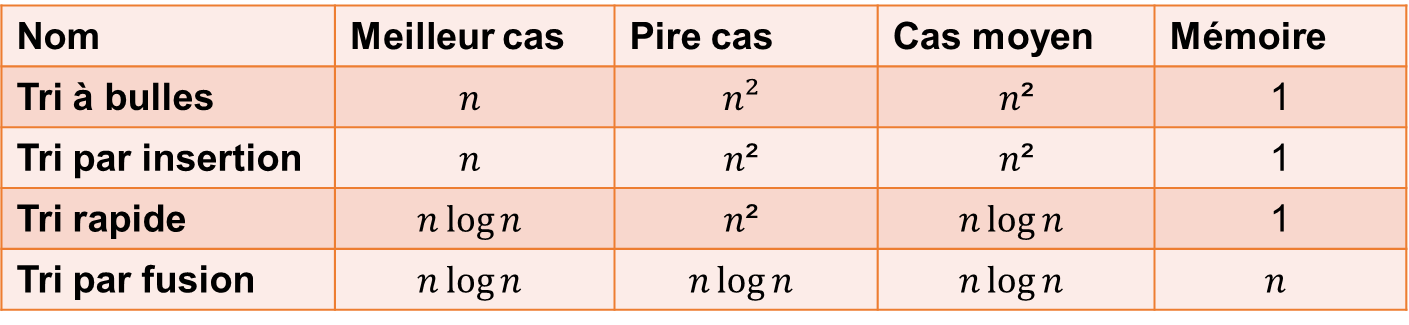 Nom Meilleur cas Pire cas Cas moyen Mémoire
Tri à bulles n n² n² 1
Tri par insertion n n² n² 1
Tri rapide n log n n² n log n 1
Tri par fusion n log n n log n n log n n